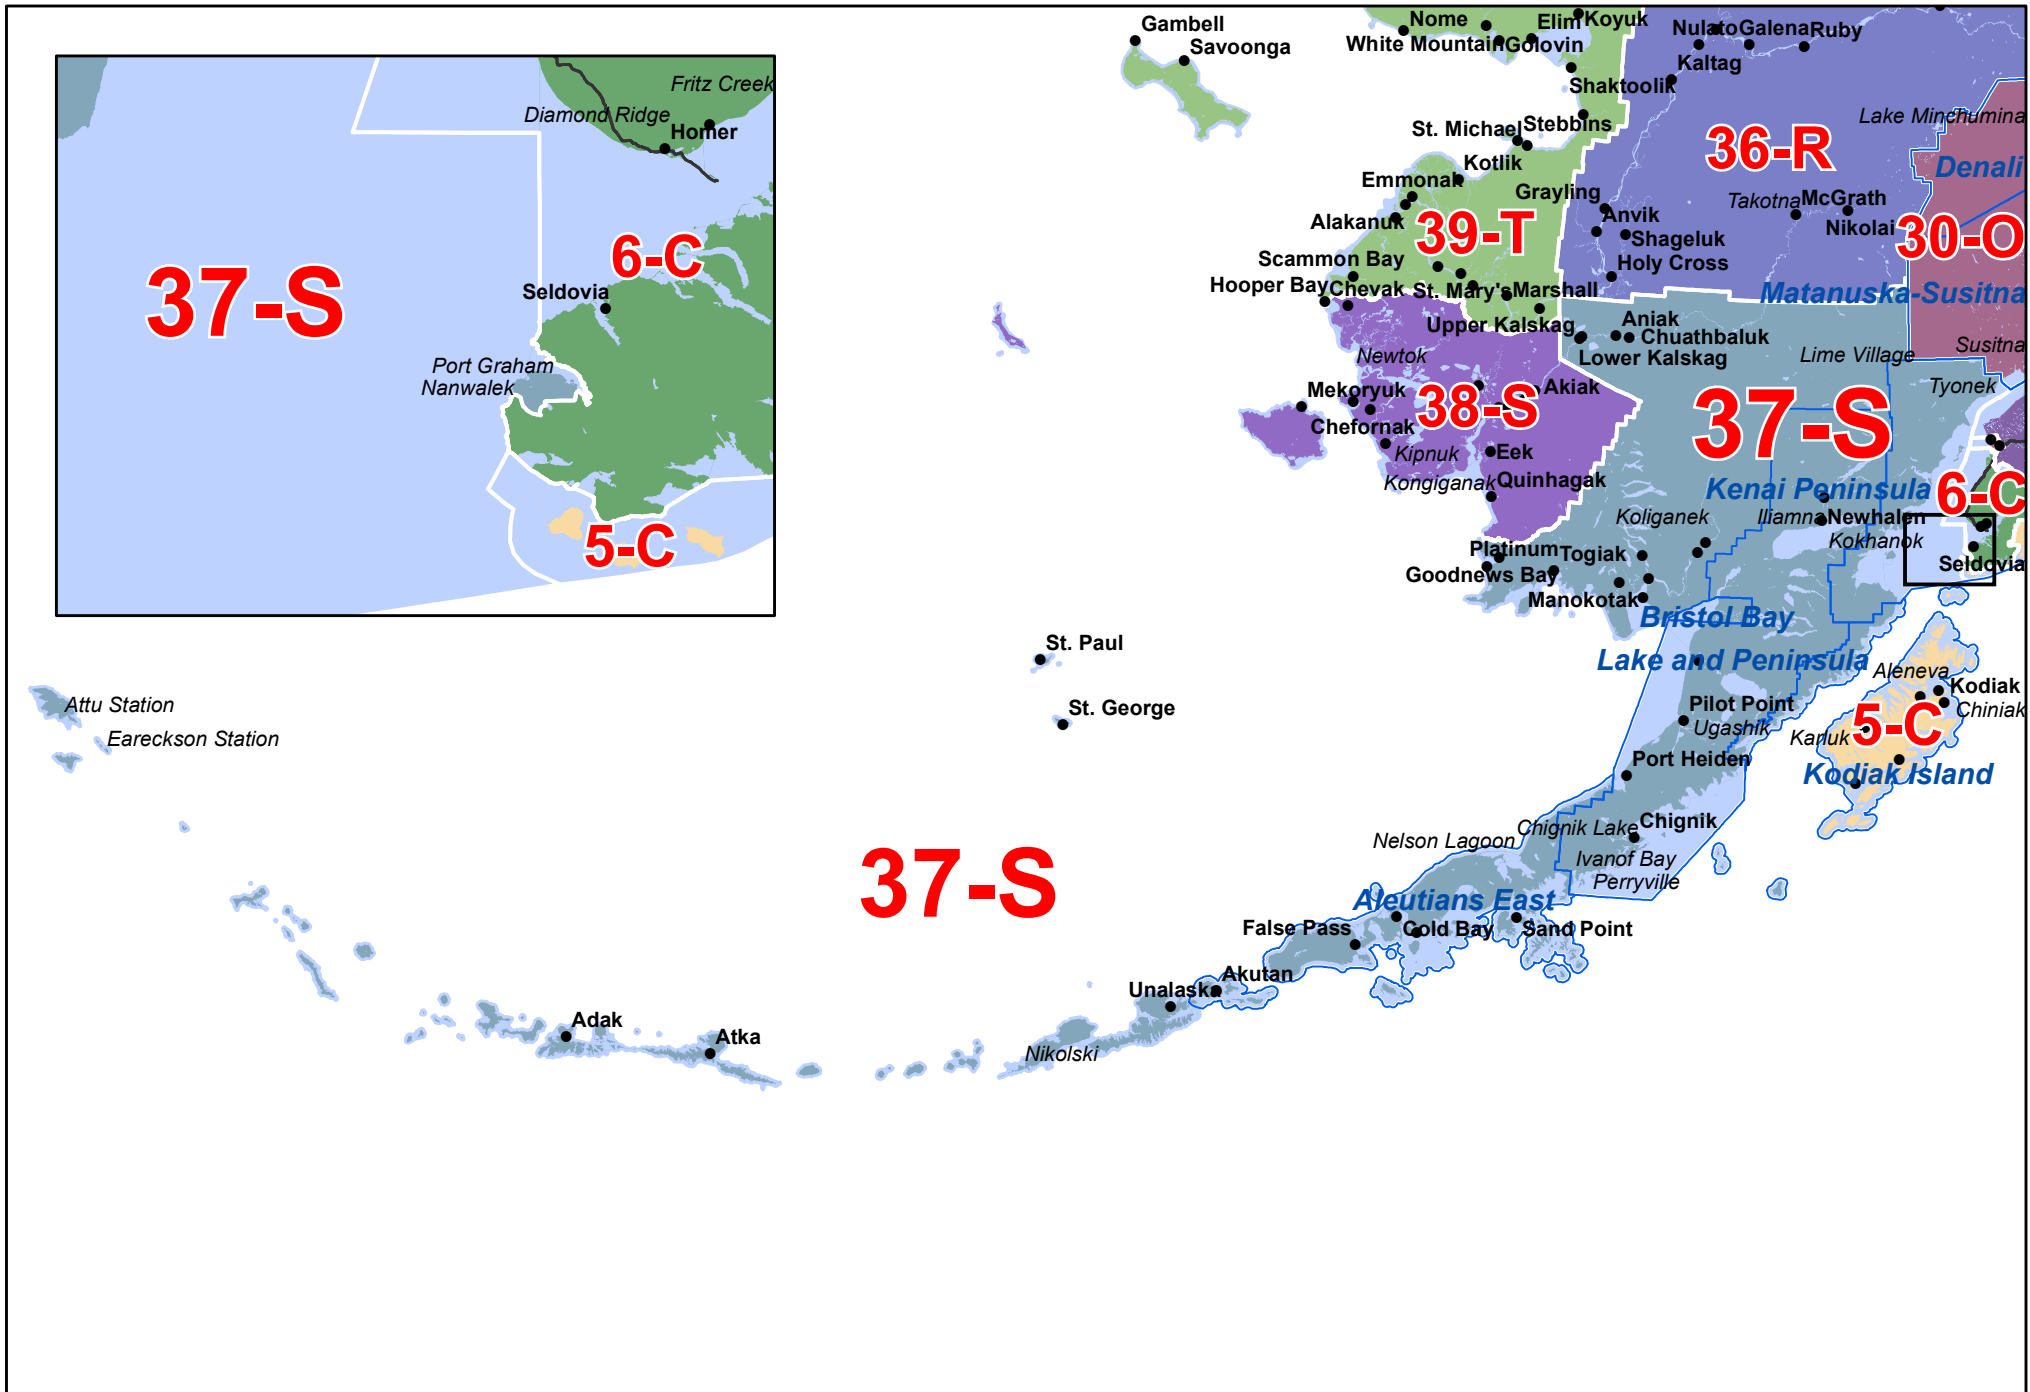 Gambell
Savoonga
Nome
Elim
Koyuk
White Mountain
Golovin
Shaktoolik
Nulato
Galena
Ruby
Kaltag
Lake Minchumina
St. Michael
Stebbins
Kotlik
36-R
Denali
Emmonak
Grayling
Takotna
McGrath
Alakanuk
39-T
Anvik
Nikolai
30-O
Shageluk
Scammon Bay
Holy Cross
Hooper Bay
Chevak
St. Mary's
Marshall
Matanuska-Susitna
Upper Kalskag
Aniak
Chuathbaluk
Lower Kalskag
Lime Village
Susitna
Newtok
Tyonek
Mekoryuk
38-S
Akiak
37-S
Chefornak
Kipnuk
Eek
Kongiganak
Quinhagak
Kenai Peninsula
6-C
Koliganek
Iliamna
Newhalen
Kokhanok
Platinum
Togiak
Seldovia
Goodnews Bay
Manokotak
Bristol Bay
Lake and Peninsula
Aleneva
Kodiak
Chiniak
Pilot Point
Ugashik
Karluk
5-C
Port Heiden
Kodiak Island
Chignik Lake
Chignik
Nelson Lagoon
Ivanof Bay
Perryville
Aleutians East
False Pass
Cold Bay
Sand Point
Akutan
Unalaska
Nikolski
St. Paul
St. George
37-S
Attu Station
Eareckson Station
Adak
Atka
Fritz Creek
Diamond Ridge
Homer
37-S
6-C
Seldovia
Port Graham
Nanwalek
5-C